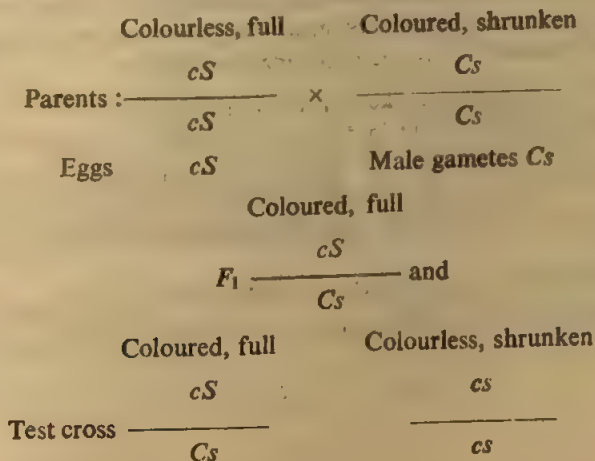 Colourless, full Coloured, shrunken
cS Cs
Parents : ×
cS Cs
Eggs cS Male gametes Cs
Coloured, full
cS
F1 and
Cs
Coloured, full Colourless, shrunken
cS cs
Test cross
Cs cs